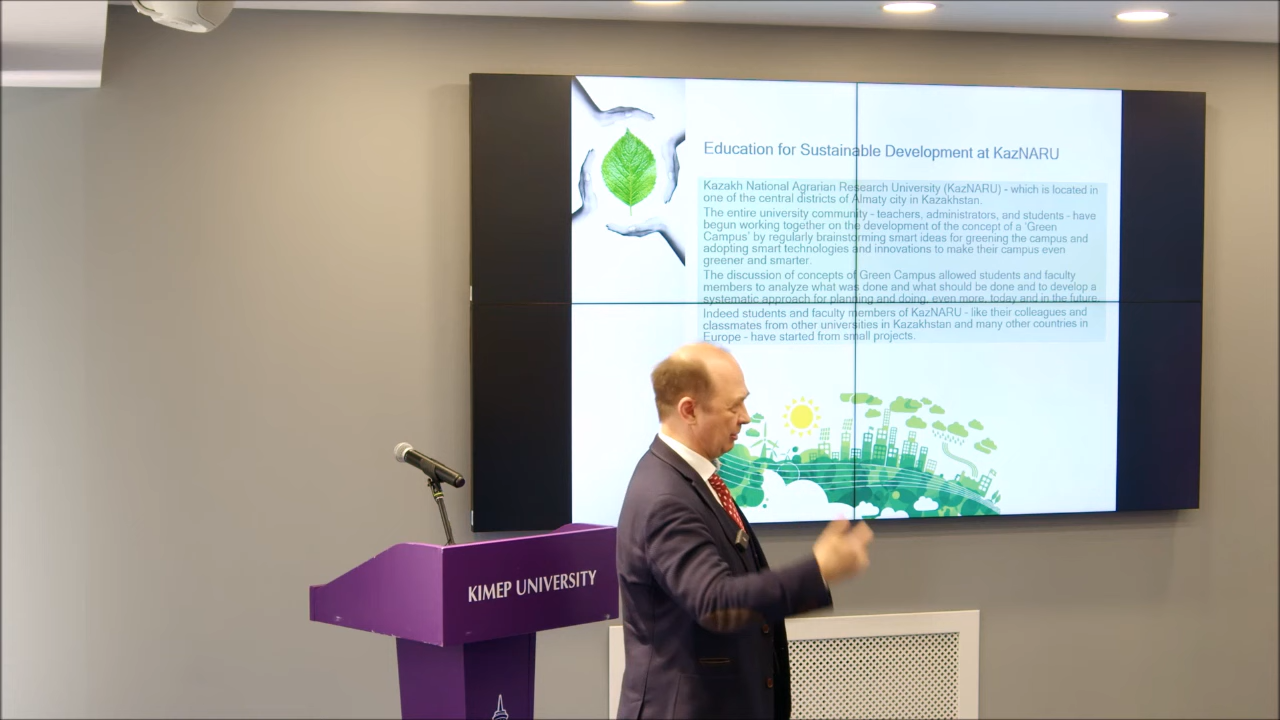 Education for Sustainable Development at KazNARU
Kazakh National Agrarian Research University (KazNARU) - which is located in
one of the central districts of Almaty city in Kazakhstan.
The entire university community - teachers, administrators, and students - have
begun working together on the development of the concept of a 'Green
Campus' by regularly brainstorming smart ideas for greening the campus and
adopting smart technologies and innovations to make their campus even
greener and smarter.
The discussion of concepts of Green Campus allowed students and faculty
members to analyze what was done and what should be done and to develop a
systematic approach for planning and doing, even more, today and in the future.
Indeed students and faculty members of KazNARU - like their colleagues and
classmates from other universities in Kazakhstan and many other countries in
Europe - have started from small projects.
KIMEP UNIVERSITY